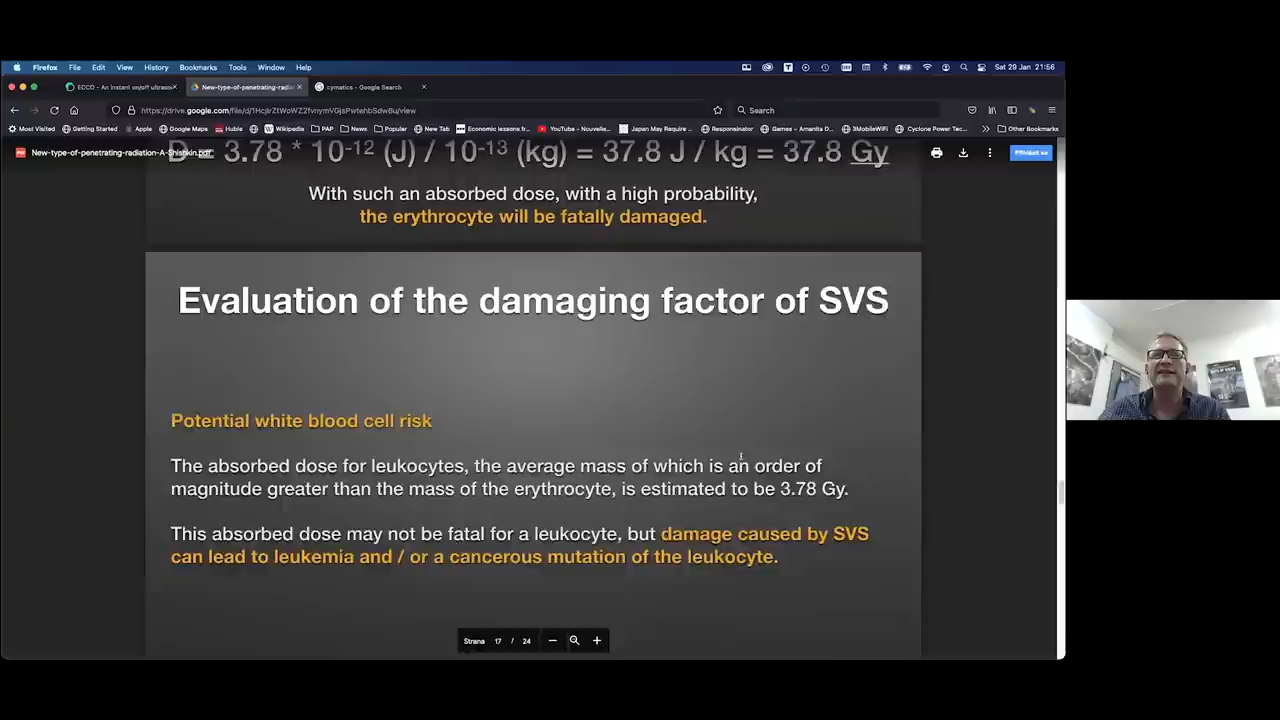 Firefox File Edit View History Bookmarks Tools Window Help Sat 29 Jan 21:56
ECCO - An instant on/off ultrasou New-type-of-penetrating-radiat cymatics - Google Search
https://drive.google.com/file/d/ Search
Most Visited Getting Started Apple Google Maps Huble Wikipedia PAP News Popular New Tab Economic lessons fr... YouTube - Nouvelle... Japan May Require ... Responsinator Games - Amanita D... 3MobileWiFi Cyclone Power Tec... Other Bookmarks
New-type-of-penetrating-radiation-A-Shishkin.pdf
= 3.78 * 10-12 (J) / 10-13 (kg) = 37.8 J / kg = 37.8 Gy
With such an absorbed dose, with a high probability,
the erythrocyte will be fatally damaged.
Evaluation of the damaging factor of SVS
Potential white blood cell risk
The absorbed dose for leukocytes, the average mass of which is an order of
magnitude greater than the mass of the erythrocyte, is estimated to be 3.78 Gy.
This absorbed dose may not be fatal for a leukocyte, but damage caused by SVS
can lead to leukemia and / or a cancerous mutation of the leukocyte.
Strana 17 / 24